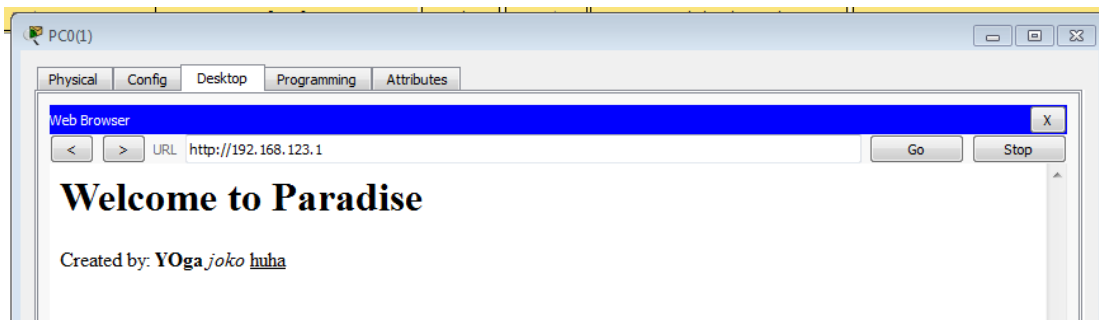 PC0(1)
Physical Config Desktop Programming Attributes
Web Browser X
< > URL http://192.168.123.1 Go Stop
Welcome to Paradise
Created by: YOga joko huha